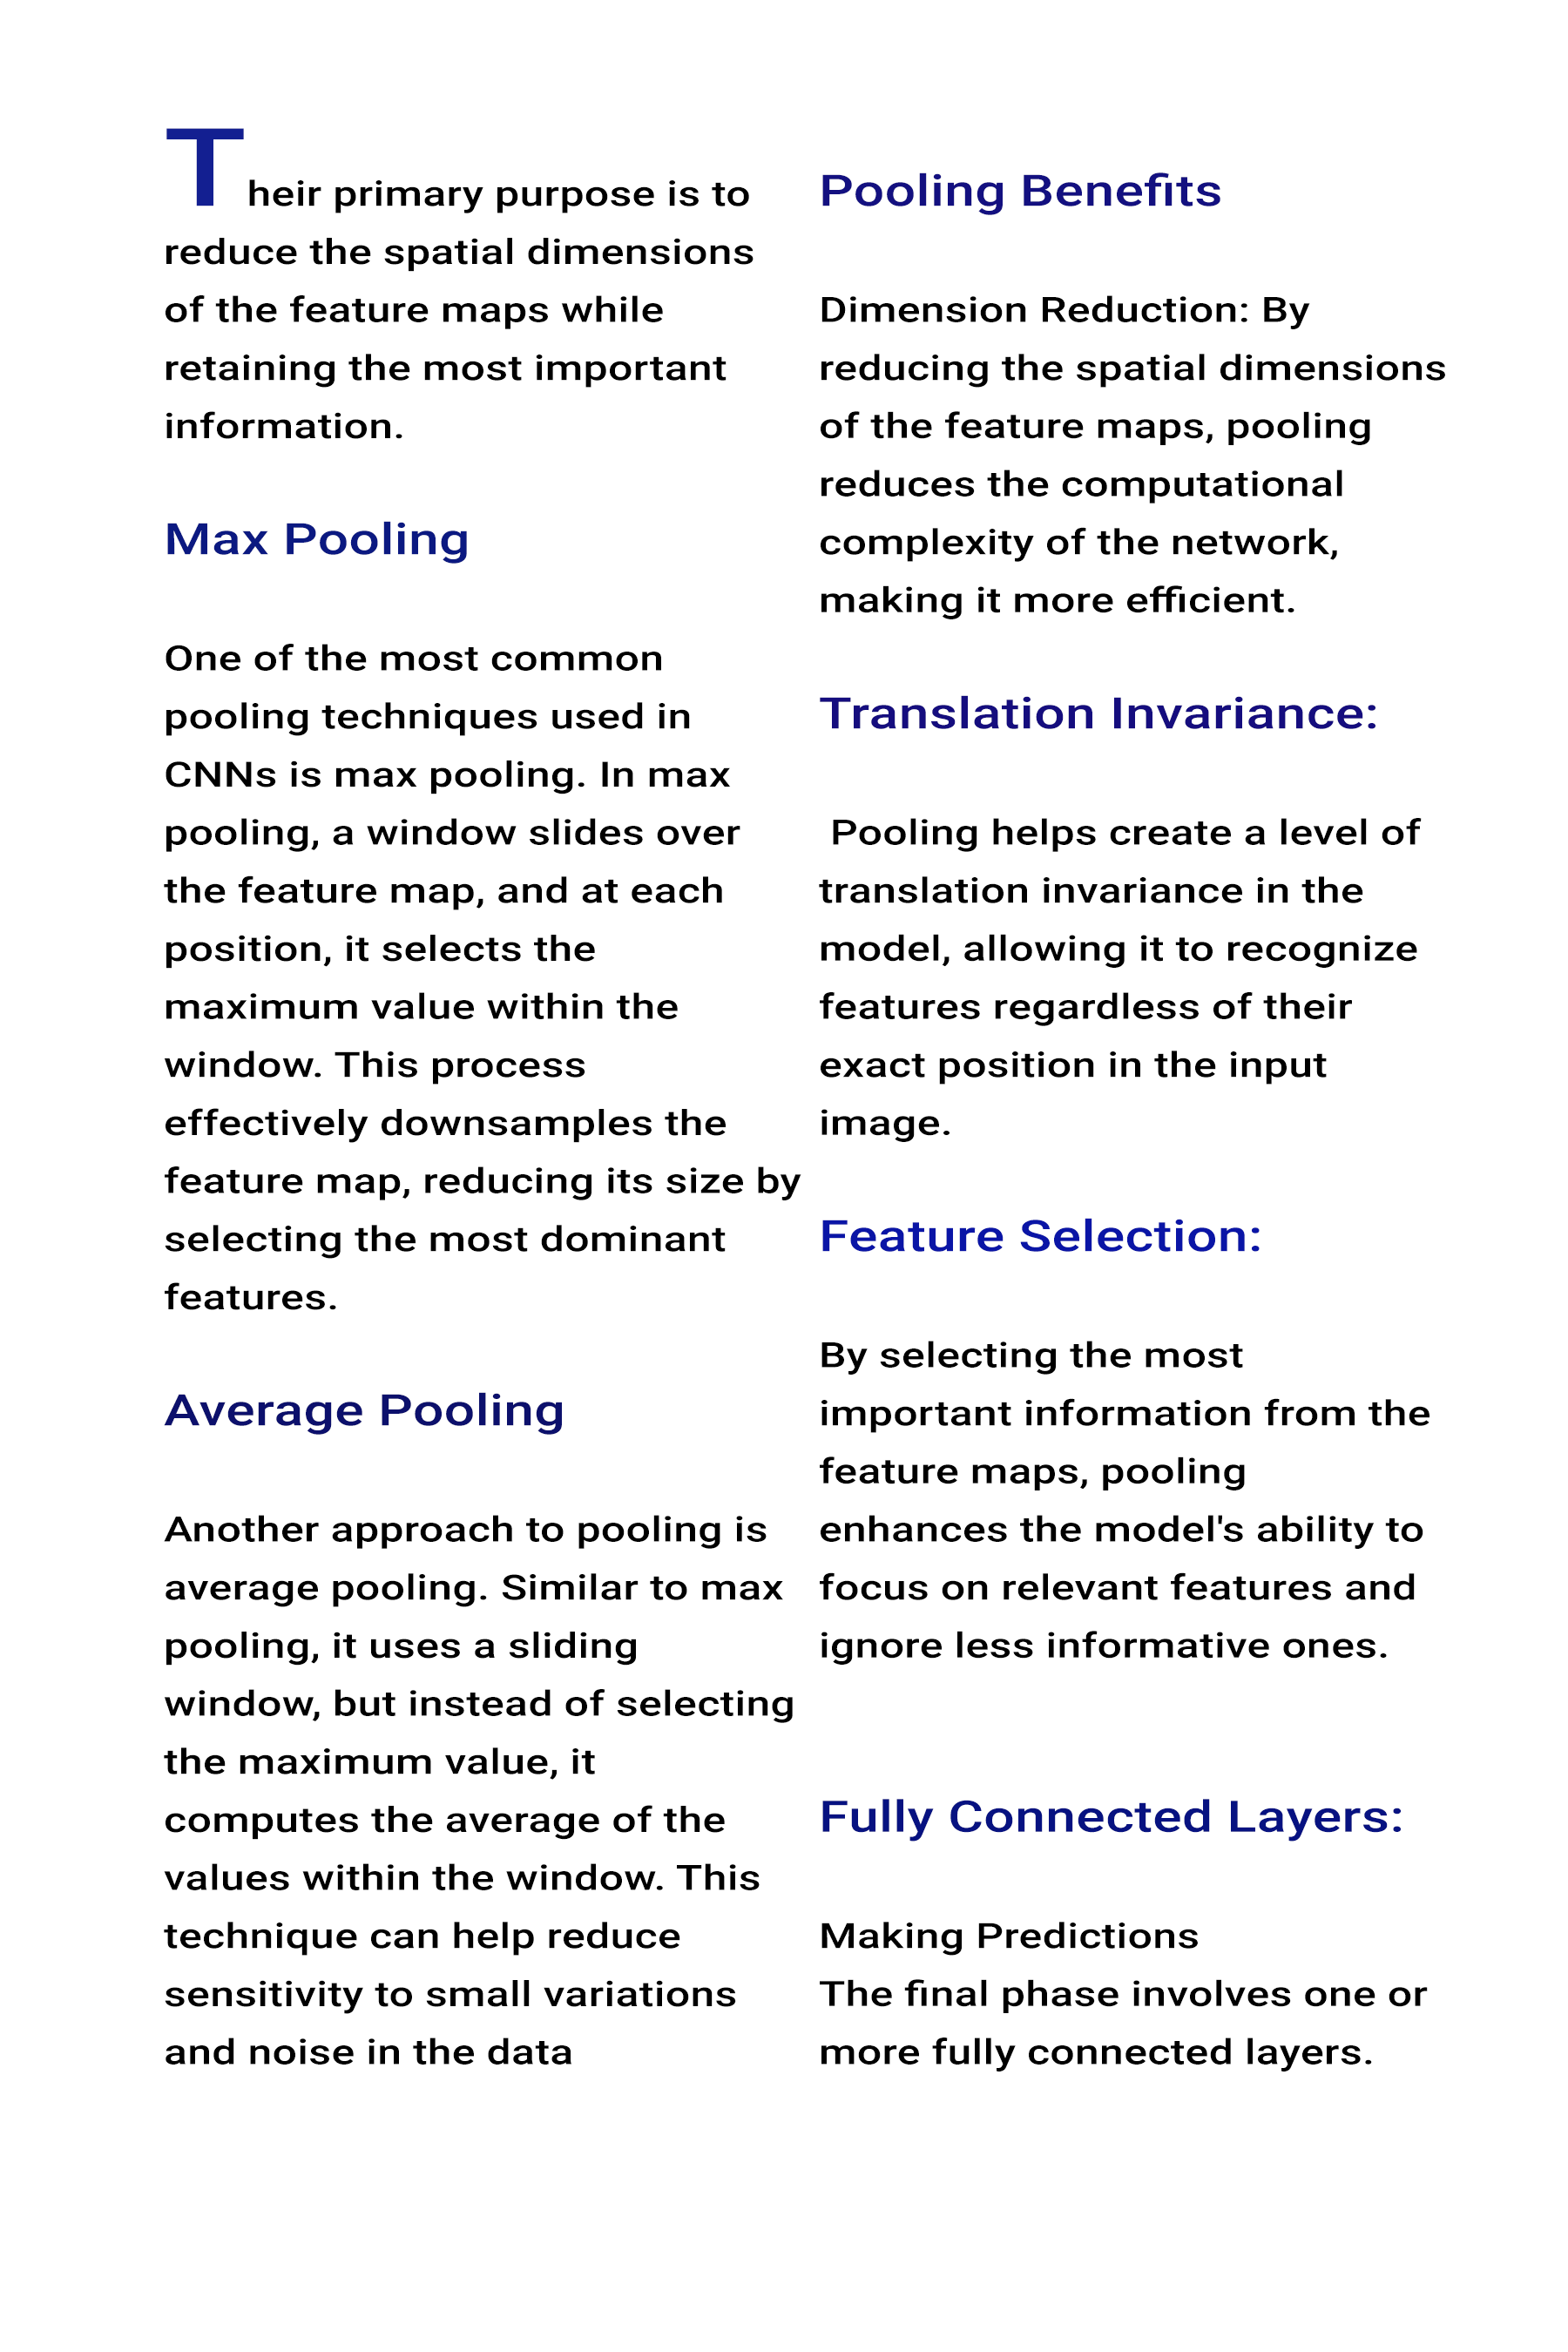 Their primary purpose is to
reduce the spatial dimensions
of the feature maps while
retaining the most important
information.
Max Pooling
One of the most common
pooling techniques used in
CNNs is max pooling. In max
pooling, a window slides over
the feature map, and at each
position, it selects the
maximum value within the
window. This process
effectively downsamples the
feature map, reducing its size by
selecting the most dominant
features.
Average Pooling
Another approach to pooling is
average pooling. Similar to max
pooling, it uses a sliding
window, but instead of selecting
the maximum value, it
computes the average of the
values within the window. This
technique can help reduce
sensitivity to small variations
and noise in the data
Pooling Benefits
Dimension Reduction: By
reducing the spatial dimensions
of the feature maps, pooling
reduces the computational
complexity of the network,
making it more efficient.
Translation Invariance:
Pooling helps create a level of
translation invariance in the
model, allowing it to recognize
features regardless of their
exact position in the input
image.
Feature Selection:
By selecting the most
important information from the
feature maps, pooling
enhances the model's ability to
focus on relevant features and
ignore less informative ones.
Fully Connected Layers:
Making Predictions
The final phase involves one or
more fully connected layers.